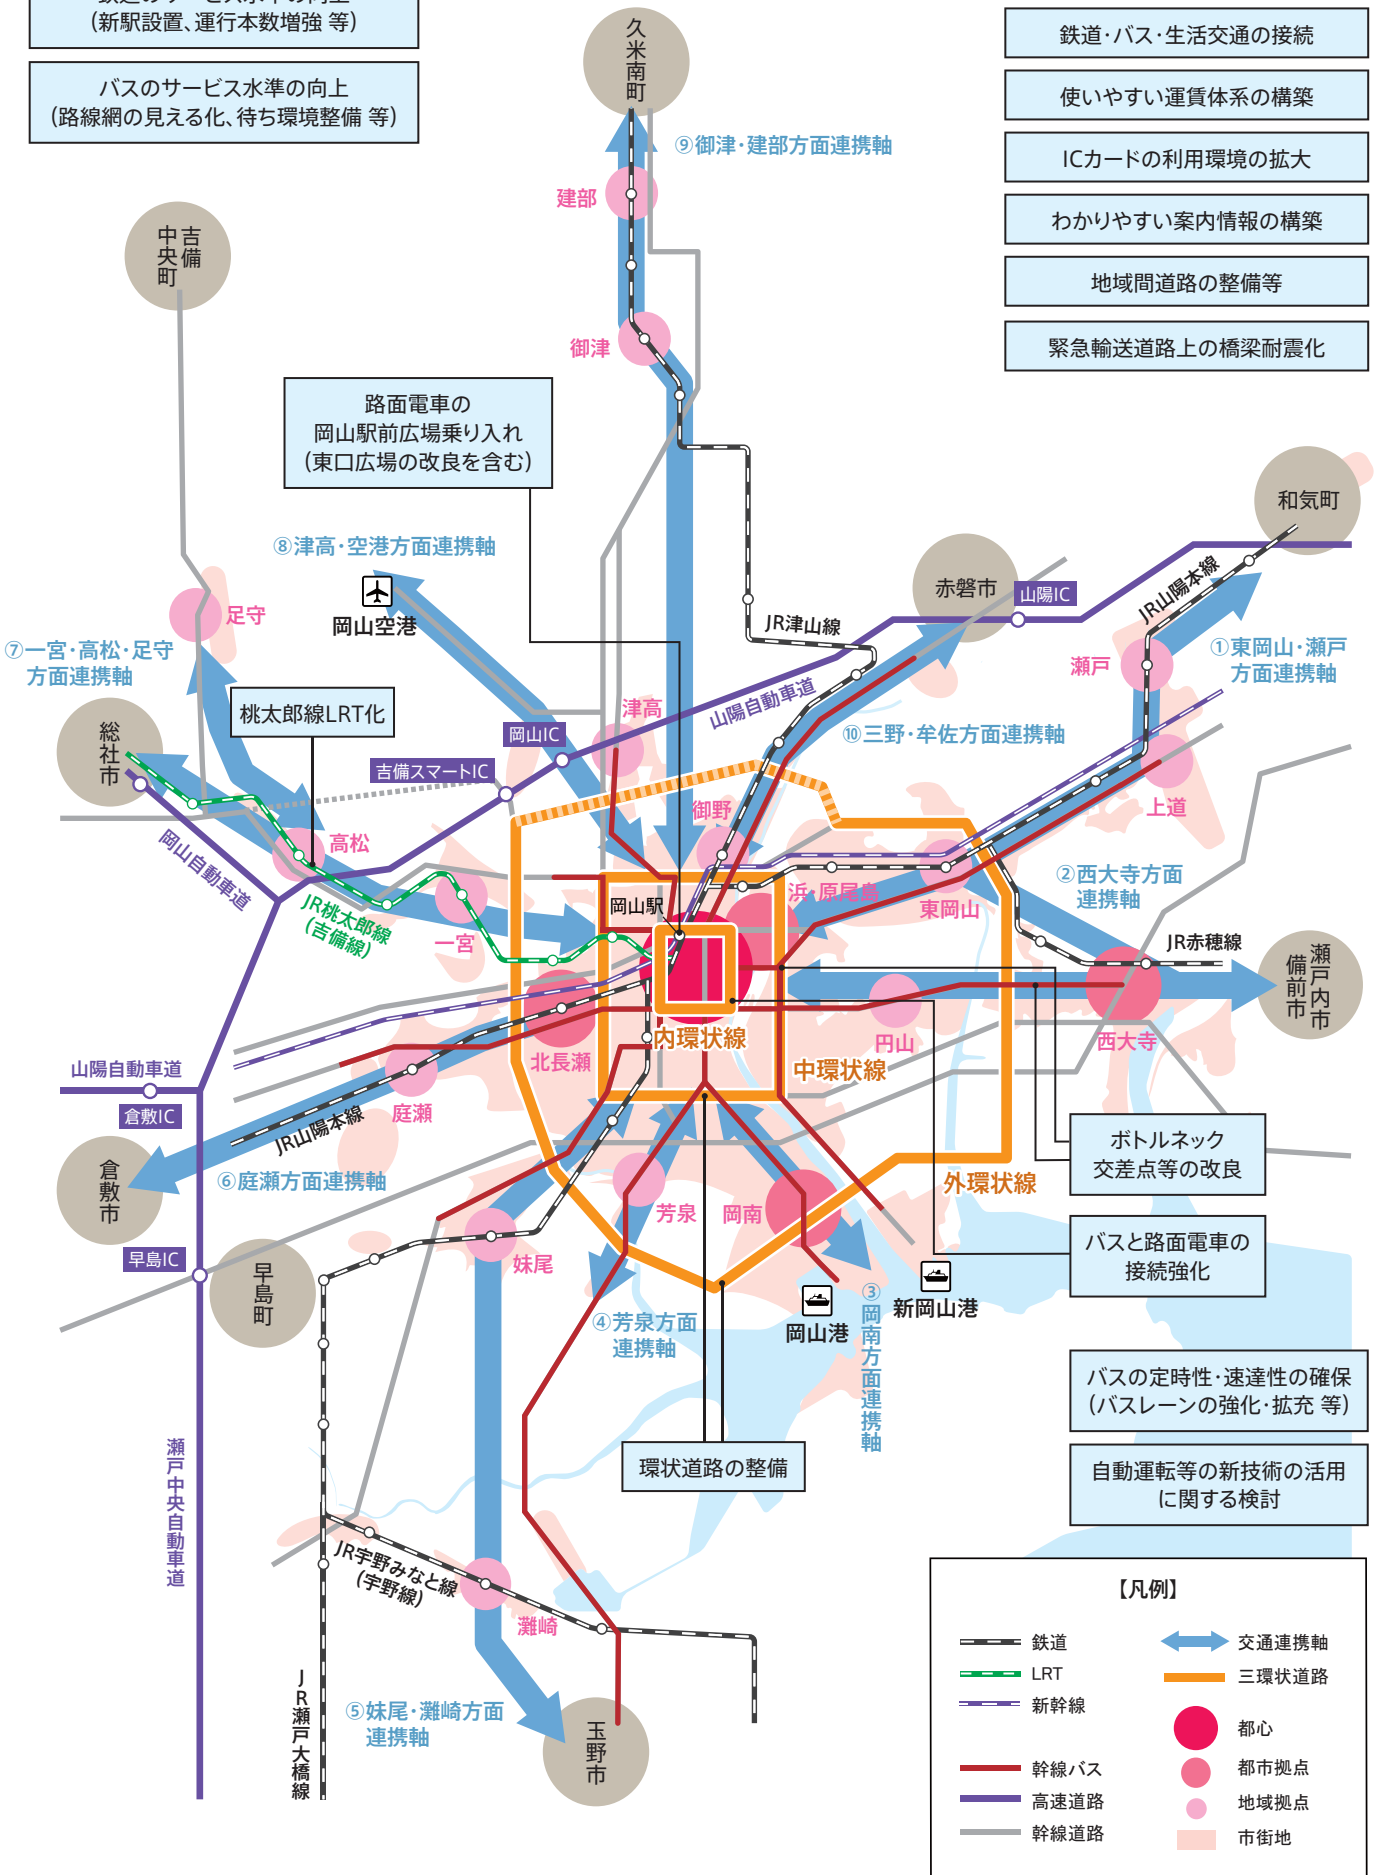 (新駅設置、運行本数増強 等)
バスのサービス水準の向上
(路線網の見える化、待ち環境整備 等)
鉄道・バス・生活交通の接続
使いやすい運賃体系の構築
ICカードの利用環境の拡大
わかりやすい案内情報の構築
地域間道路の整備等
緊急輸送道路上の橋梁耐震化
久米南町
⑨御津・建部方面連携軸
建部
吉備
中央町
御津
路面電車の
岡山駅前広場乗り入れ
(東口広場の改良を含む)
和気町
⑧津高・空港方面連携軸
岡山空港
赤磐市
山陽IC
JR山陽本線
JR津山線
足守
⑦一宮・高松・足守
方面連携軸
瀬戸
①東岡山・瀬戸
方面連携軸
桃太郎線LRT化
津高
山陽自動車道
岡山IC
⑩三野・牟佐方面連携軸
総社市
吉備スマートIC
御野
上道
高松
岡山自動車道
JR桃太郎線
(吉備線)
一宮
岡山駅
浜・原尾島
東岡山
②西大寺方面
連携軸
JR赤穂線
瀬戸内市
備前市
内環状線
中環状線
円山
西大寺
北長瀬
山陽自動車道
倉敷IC
庭瀬
JR山陽本線
ボトルネック
交差点等の改良
倉敷市
⑥庭瀬方面連携軸
外環状線
芳泉
岡南
バスと路面電車の
接続強化
早島IC
早島町
妹尾
④芳泉方面
連携軸
岡山港
③岡南方面連携軸
新岡山港
バスの定時性・速達性の確保
(バスレーンの強化・拡充 等)
環状道路の整備
自動運転等の新技術の活用
に関する検討
瀬戸中央自動車道
JR宇野みなと線
(宇野線)
灘崎
JR瀬戸大橋線
⑤妹尾・灘崎方面
連携軸
玉野市
【凡例】
鉄道
LRT
新幹線
幹線バス
高速道路
幹線道路
交通連携軸
三環状道路
都心
都市拠点
地域拠点
市街地